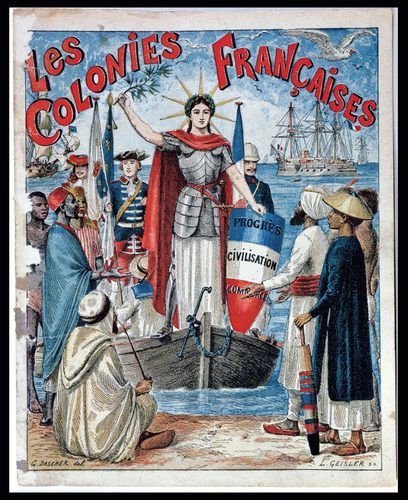 Les
Colonies
Françaises
PROGRÈS
CIVILISATION
COMMERCE
G. DASCHER del.
L. GEISLER sc.